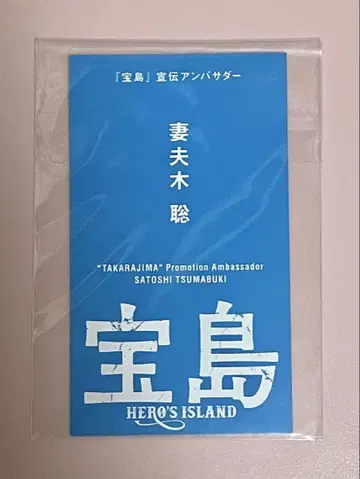 『宝島』宣伝アンバサダー
妻夫木 聡
"TAKARAJIMA" Promotion Ambassador
SATOSHI TSUMABUKI
宝島
HERO'S ISLAND